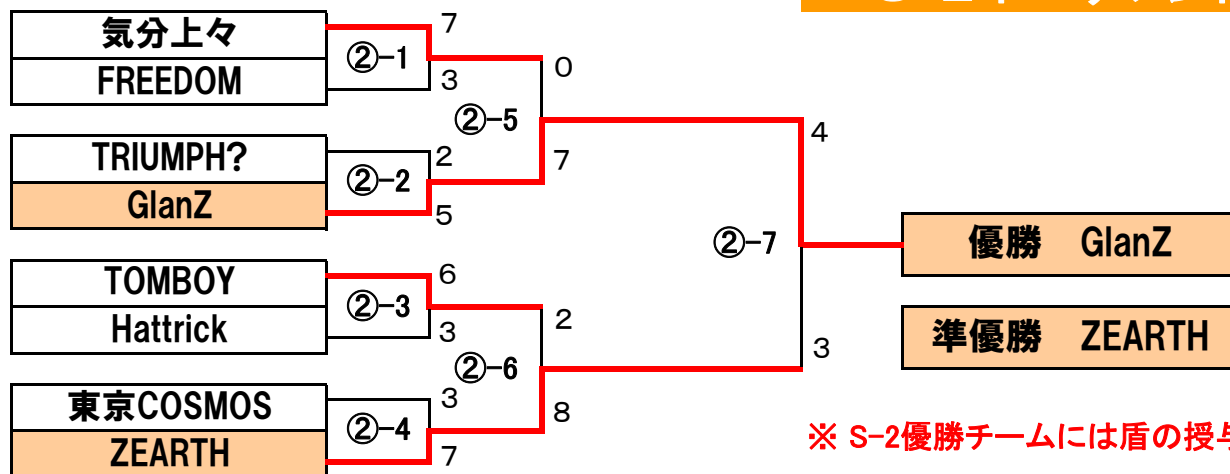 気分上々
FREEDOM
②-1
7
3
TRIUMPH?
GlanZ
②-2
2
5
②-5
0
7
TOMBOY
Hattrick
②-3
6
3
東京COSMOS
ZEARTH
②-4
3
7
②-6
2
8
②-7
4
3
優勝 GlanZ
準優勝 ZEARTH
※ S-2優勝チームには盾の授